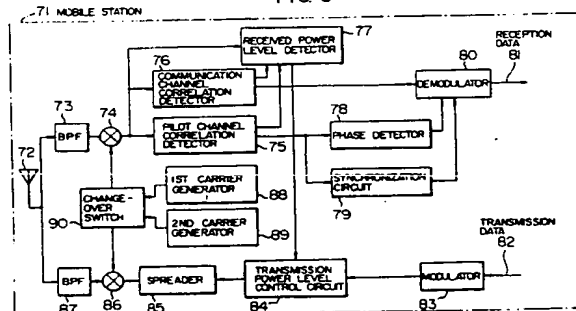 71 MOBILE STATION
77
RECEIVED POWER
LEVEL DETECTOR
76
COMMUNICATION
CHANNEL
CORRELATION
DETECTOR
80
DEMODULATOR
RECEPTION
DATA
81
72
73
BPF
74
PILOT CHANNEL
CORRELATION
DETECTOR
75
78
PHASE DETECTOR
SYNCHRONIZATION
CIRCUIT
79
CHANGE-
OVER
SWITCH
90
1ST CARRIER
GENERATOR
88
2ND CARRIER
GENERATOR
89
TRANSMISSION
DATA
82
BPF
87
86
SPREADER
85
TRANSMISSION
POWER LEVEL
CONTROL CIRCUIT
84
MODULATOR
83